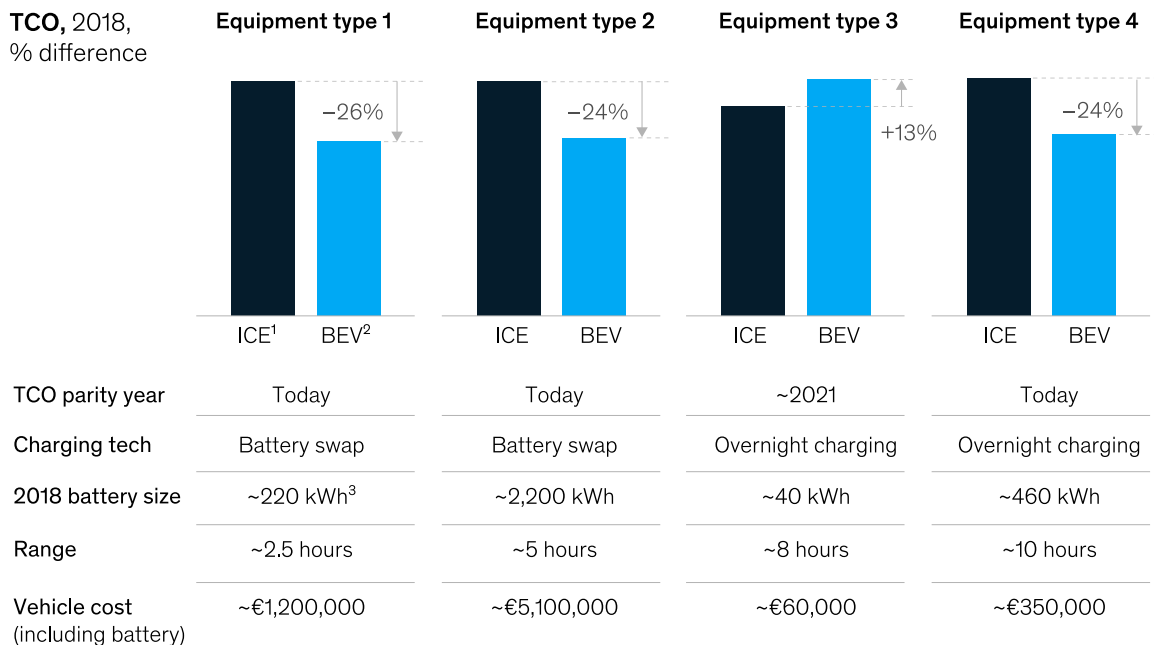 TCO, 2018,
% difference
Equipment type 1
Equipment type 2
Equipment type 3
Equipment type 4
–26%
–24%
+13%
–24%
ICE¹ BEV²
ICE BEV
ICE BEV
ICE BEV
TCO parity year Today Today ~2021 Today
Charging tech Battery swap Battery swap Overnight charging Overnight charging
2018 battery size ~220 kWh³ ~2,200 kWh ~40 kWh ~460 kWh
Range ~2.5 hours ~5 hours ~8 hours ~10 hours
Vehicle cost ~€1,200,000 ~€5,100,000 ~€60,000 ~€350,000
(including battery)